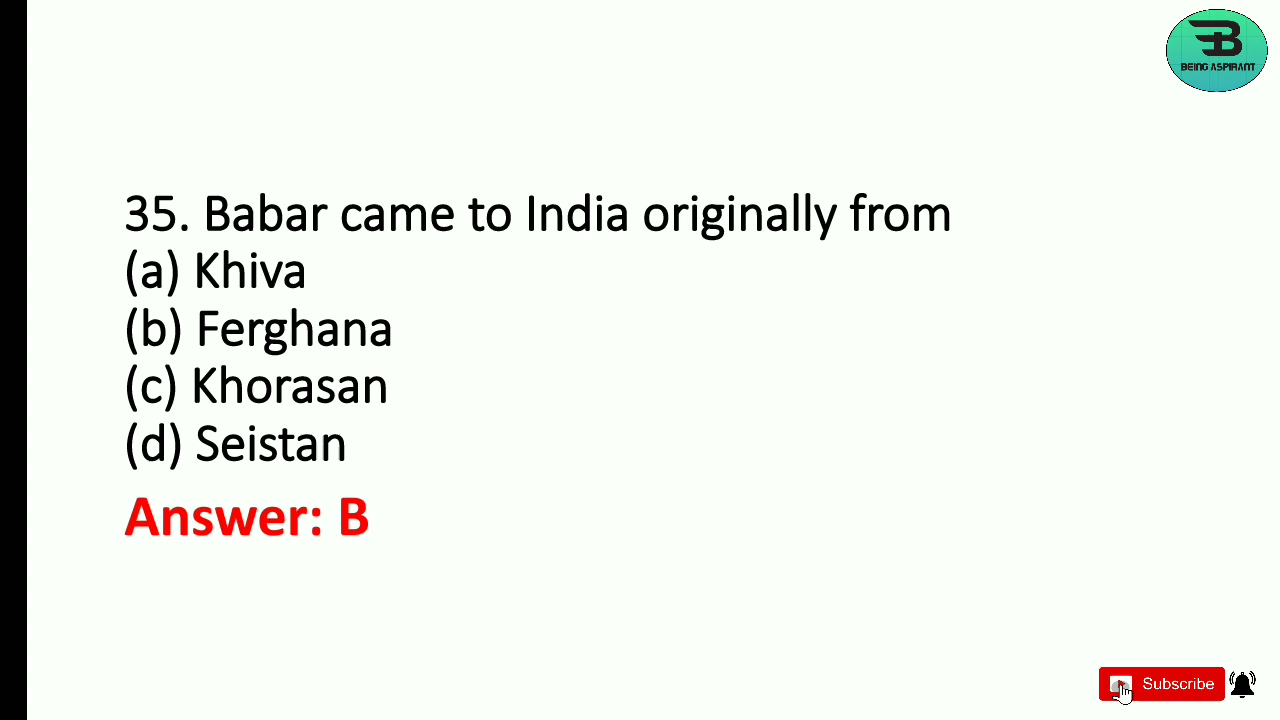 BEING ASPIRANT
35. Babar came to India originally from
(a) Khiva
(b) Ferghana
(c) Khorasan
(d) Seistan
Answer: B
Subscribe